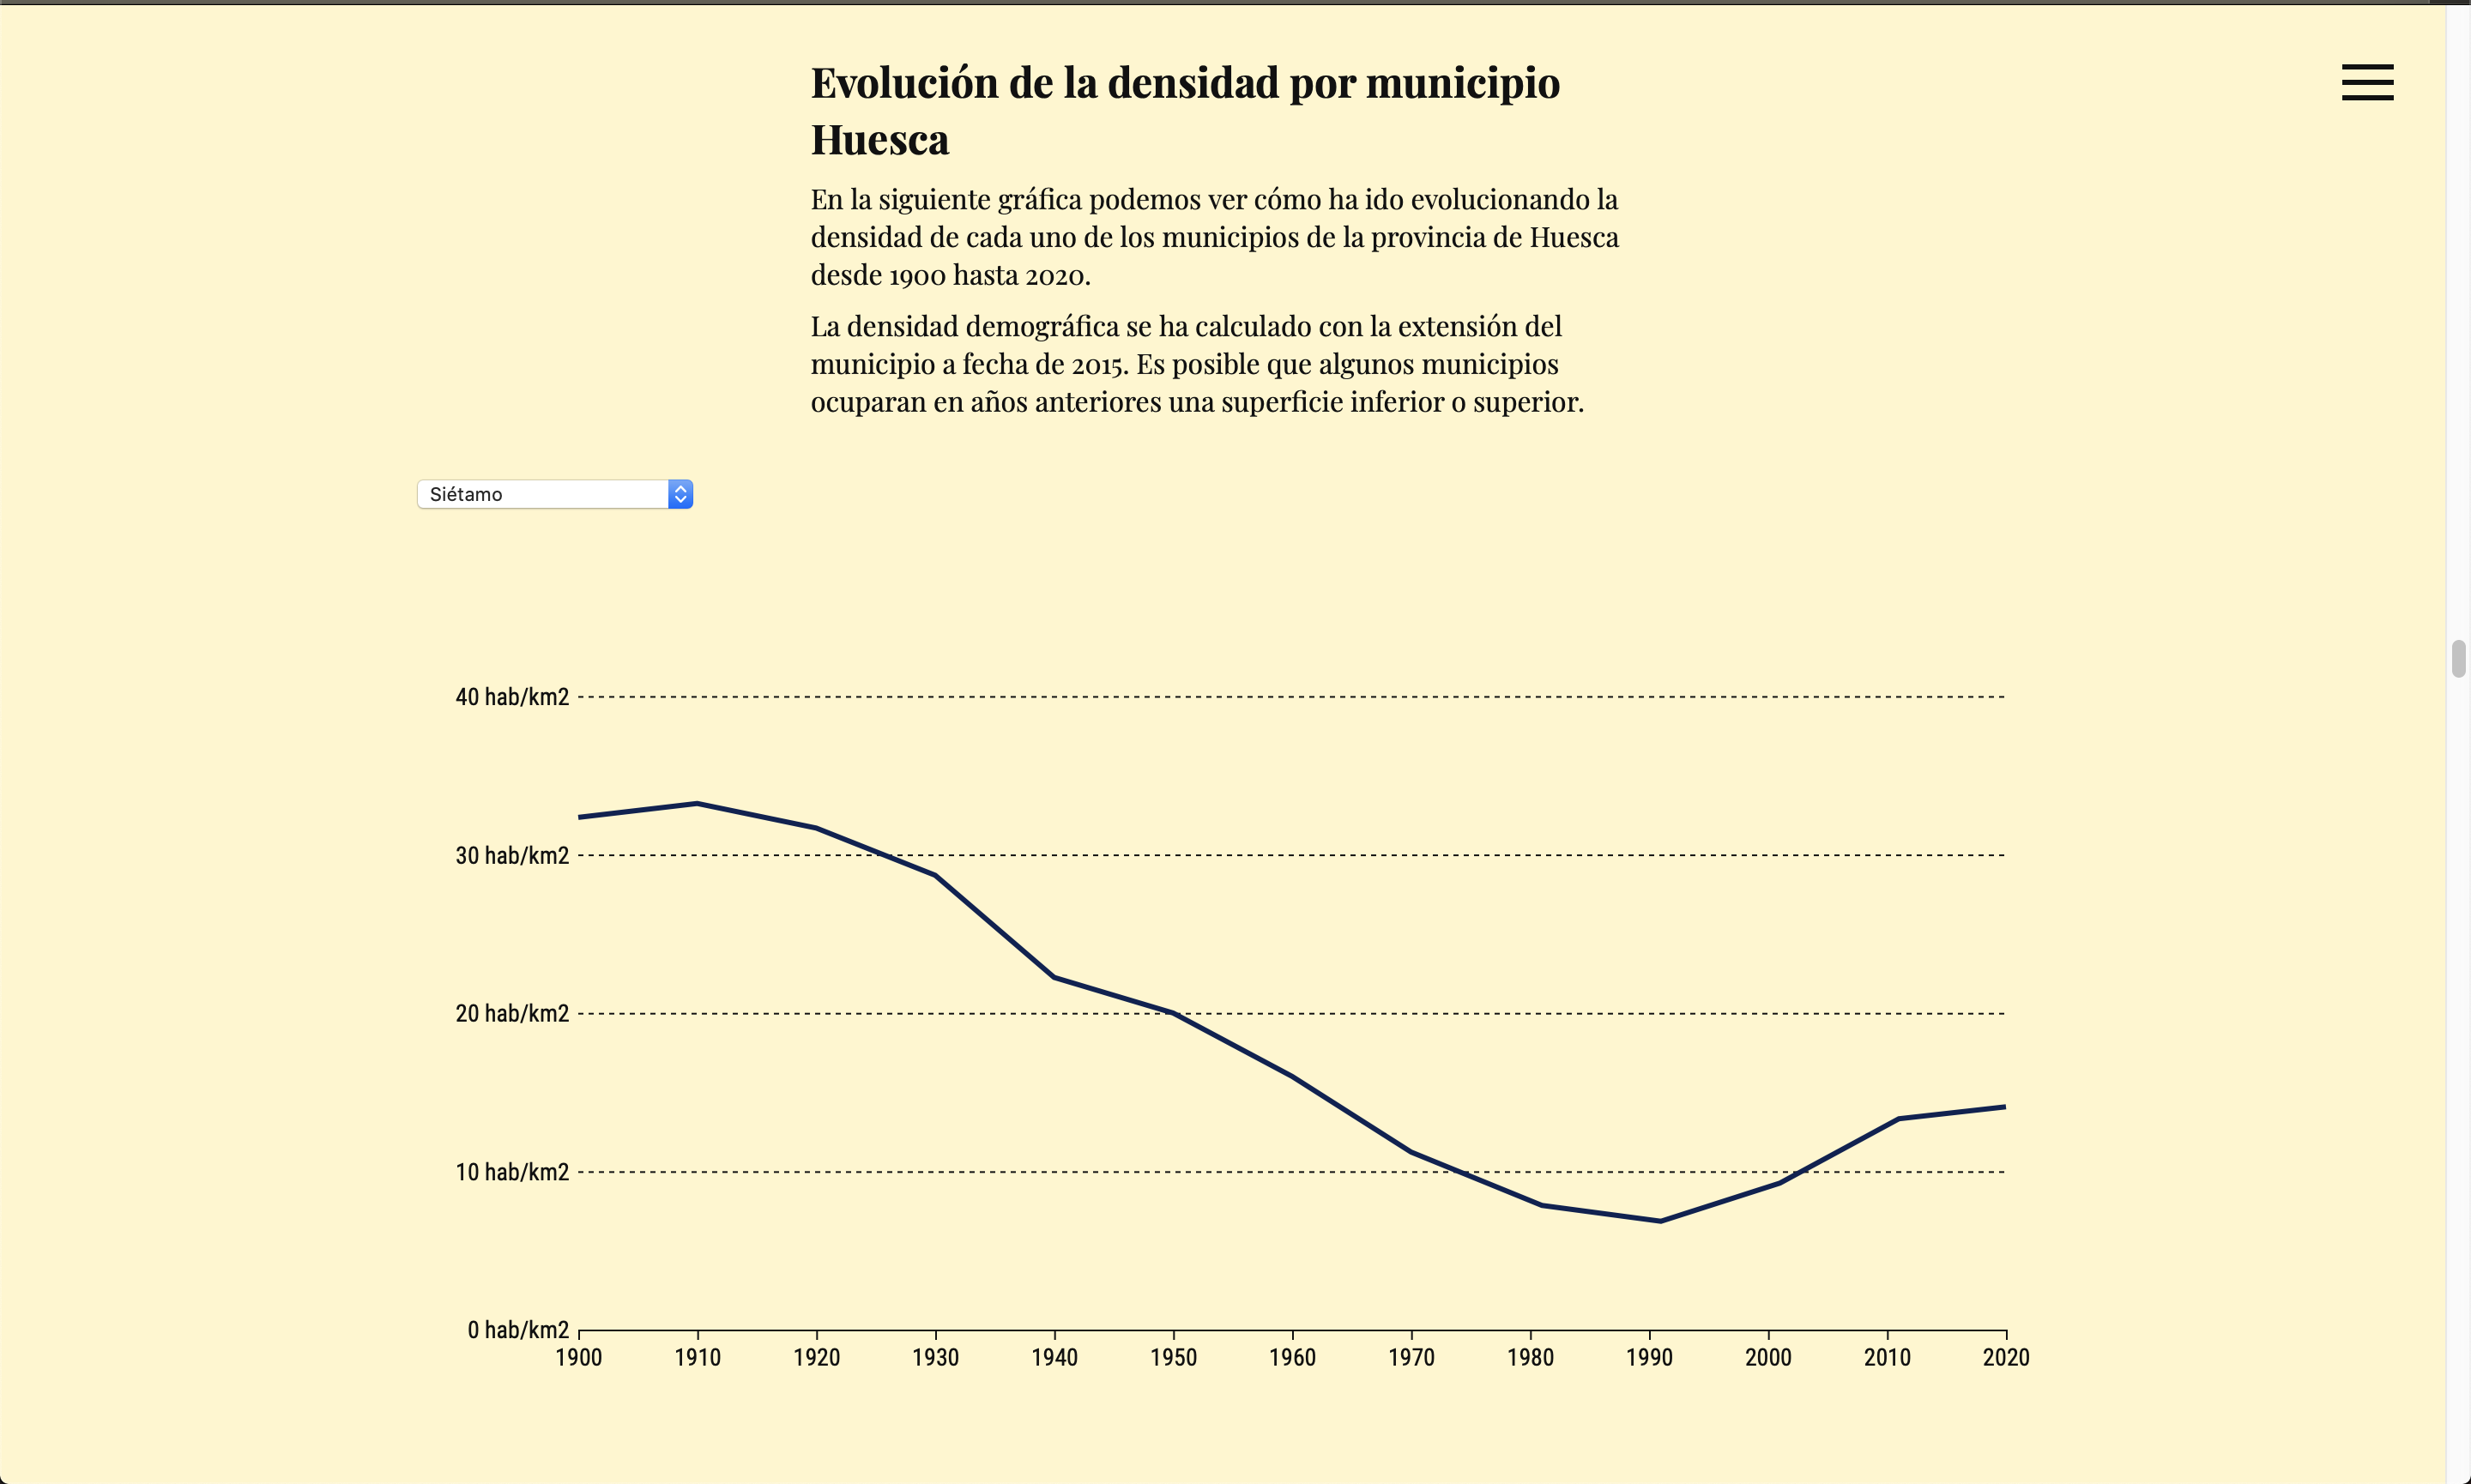 Evolución de la densidad por municipio
Huesca
En la siguiente gráfica podemos ver cómo ha ido evolucionando la
densidad de cada uno de los municipios de la provincia de Huesca
desde 1900 hasta 2020.
La densidad demográfica se ha calculado con la extensión del
municipio a fecha de 2015. Es posible que algunos municipios
ocuparan en años anteriores una superficie inferior o superior.
Siétamo
40 hab/km2
30 hab/km2
20 hab/km2
10 hab/km2
0 hab/km2
1900 1910 1920 1930 1940 1950 1960 1970 1980 1990 2000 2010 2020